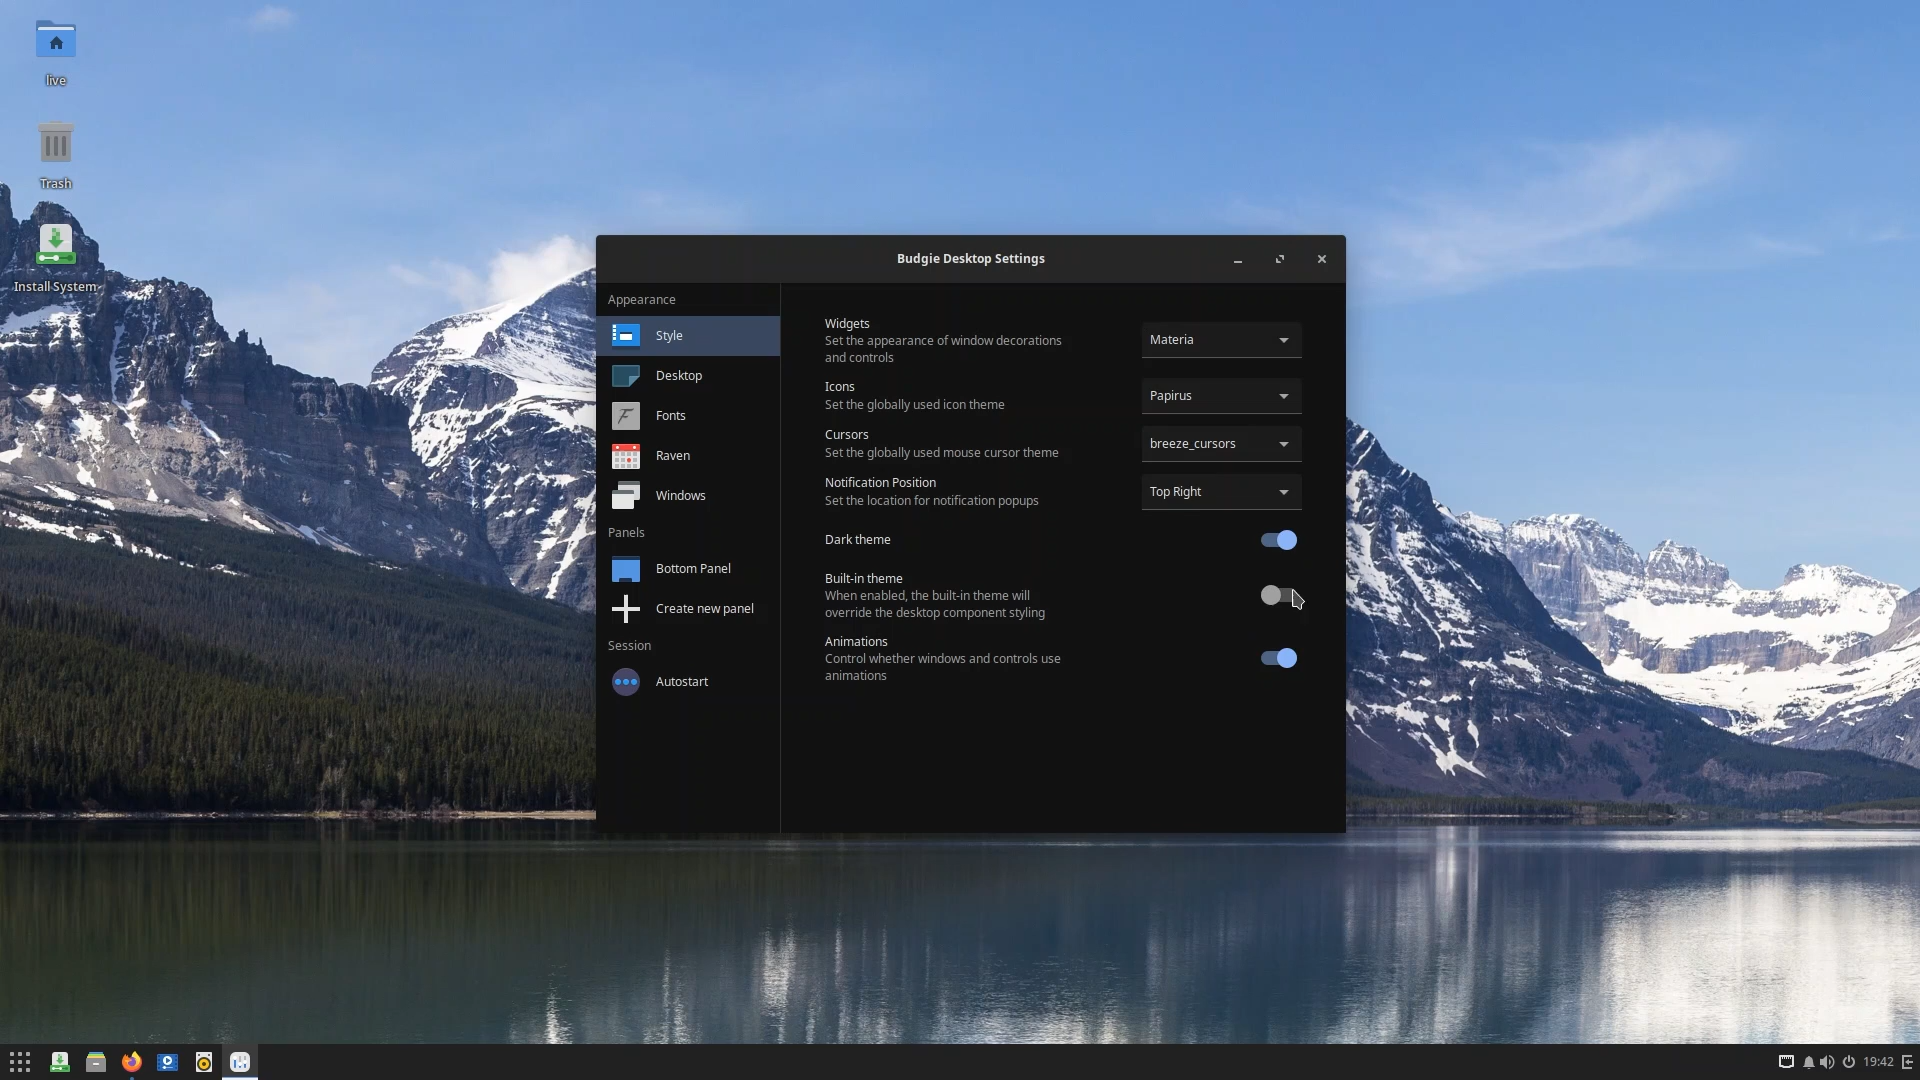 live
Trash
Install System
Budgie Desktop Settings
Appearance
Style
Desktop
Fonts
Raven
Windows
Panels
Bottom Panel
Create new panel
Session
Autostart
Widgets
Set the appearance of window decorations
and controls
Materia
Icons
Set the globally used icon theme
Papirus
Cursors
Set the globally used mouse cursor theme
breeze_cursors
Notification Position
Set the location for notification popups
Top Right
Dark theme
Built-in theme
When enabled, the built-in theme will
override the desktop component styling
Animations
Control whether windows and controls use
animations
19:42